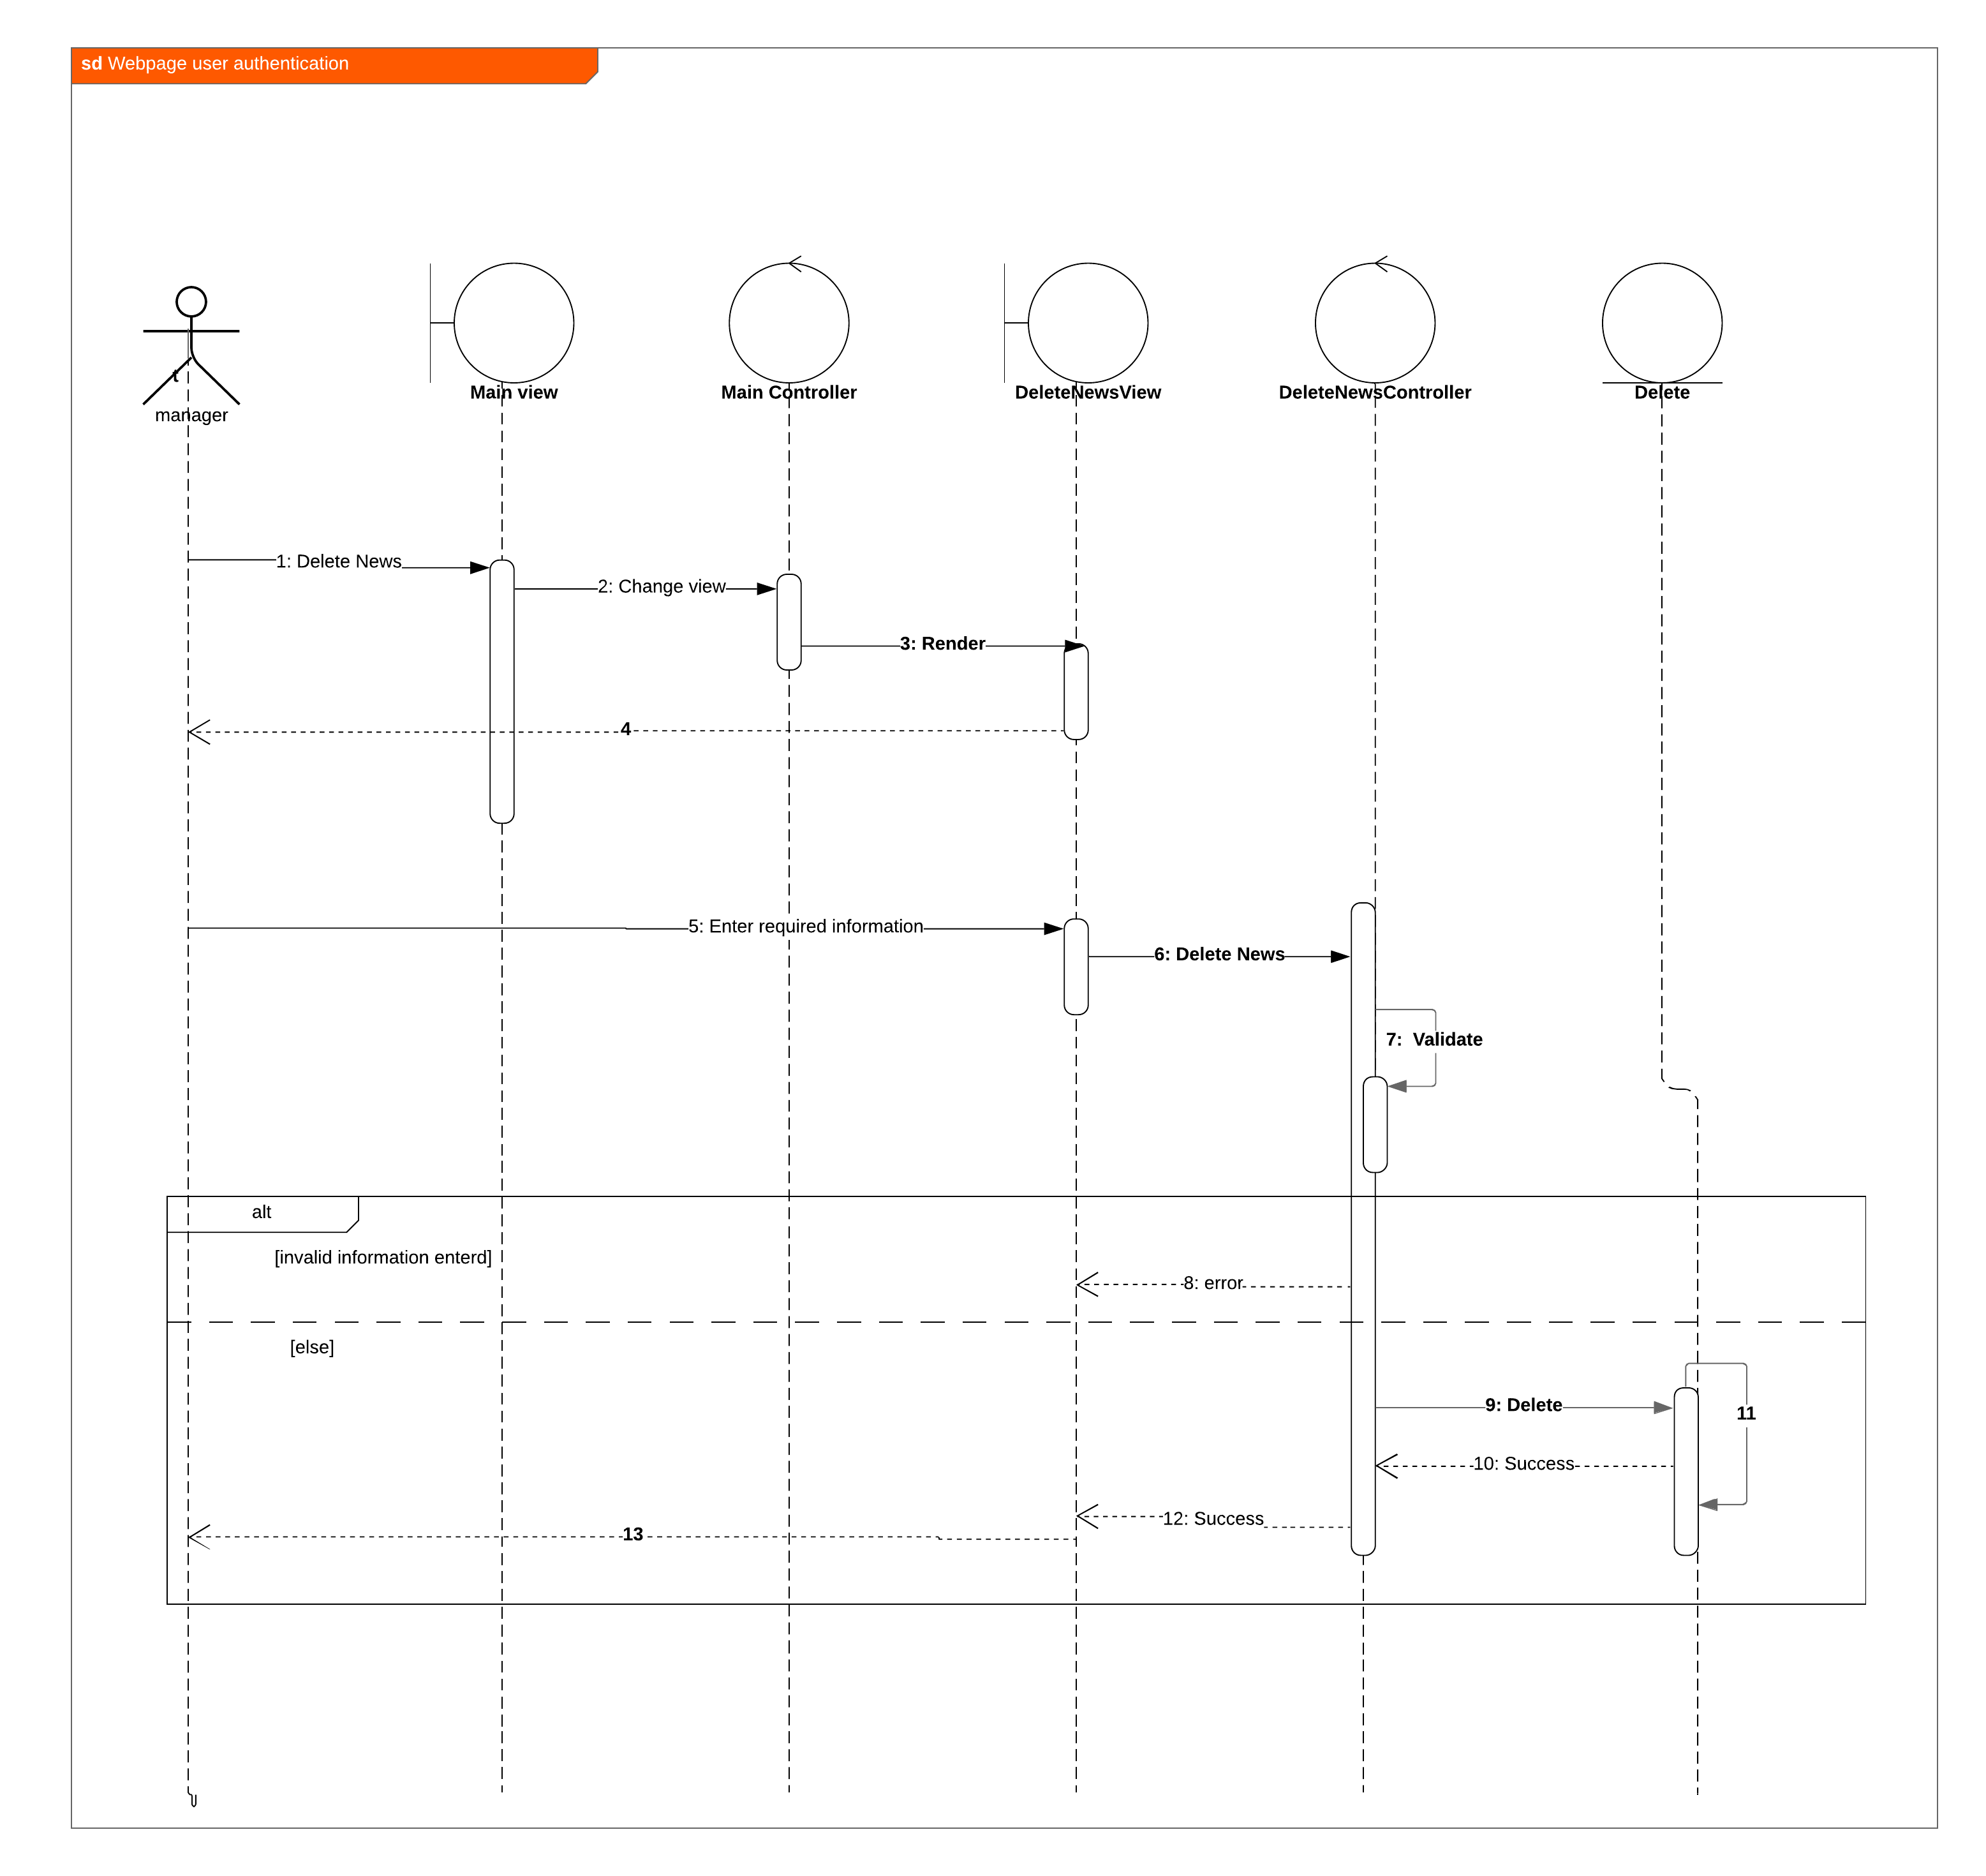 sd Webpage user authentication
t
manager
Main view
Main Controller
DeleteNewsView
DeleteNewsController
Delete
1: Delete News
2: Change view
3: Render
4
5: Enter required information
6: Delete News
7: Validate
alt
[invalid information enterd]
8: error
[else]
9: Delete
11
10: Success
12: Success
13